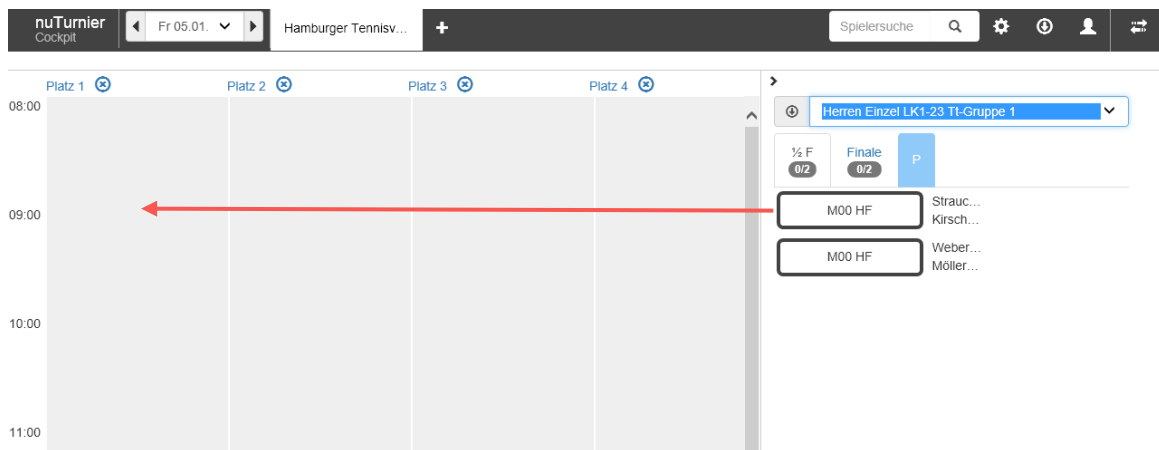 nuTurnier
Cockpit
Fr 05.01.
Hamburger Tennisv...
+
Spielersuche
Platz 1
Platz 2
Platz 3
Platz 4
08:00
09:00
10:00
11:00
Herren Einzel LK1-23 Tt-Gruppe 1
½ F
0/2
Finale
0/2
P
M00 HF
Strauc...
Kirsch...
M00 HF
Weber...
Möller...